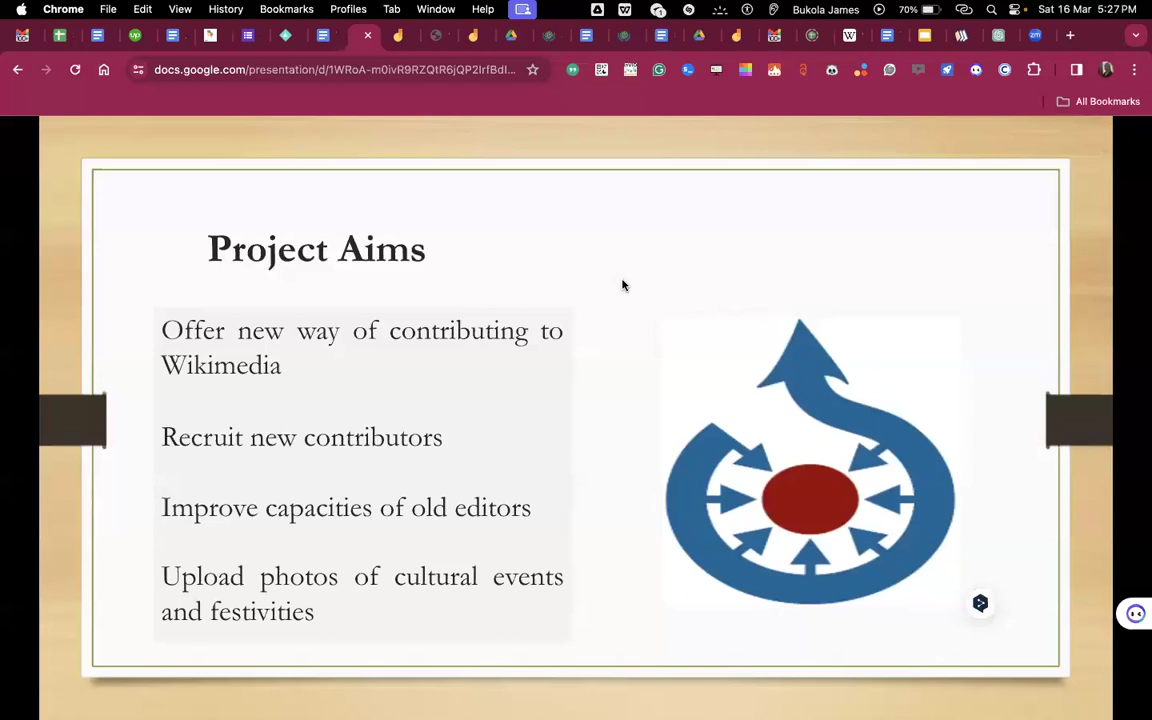 Chrome File Edit View History Bookmarks Profiles Tab Window Help Bukola James 70% Sat 16 Mar 5:27 PM
docs.google.com/presentation/d/1WRoA-m0ivR9RZQtR6jQP2IrfBdI...
All Bookmarks
Project Aims
Offer new way of contributing to
Wikimedia
Recruit new contributors
Improve capacities of old editors
Upload photos of cultural events
and festivities